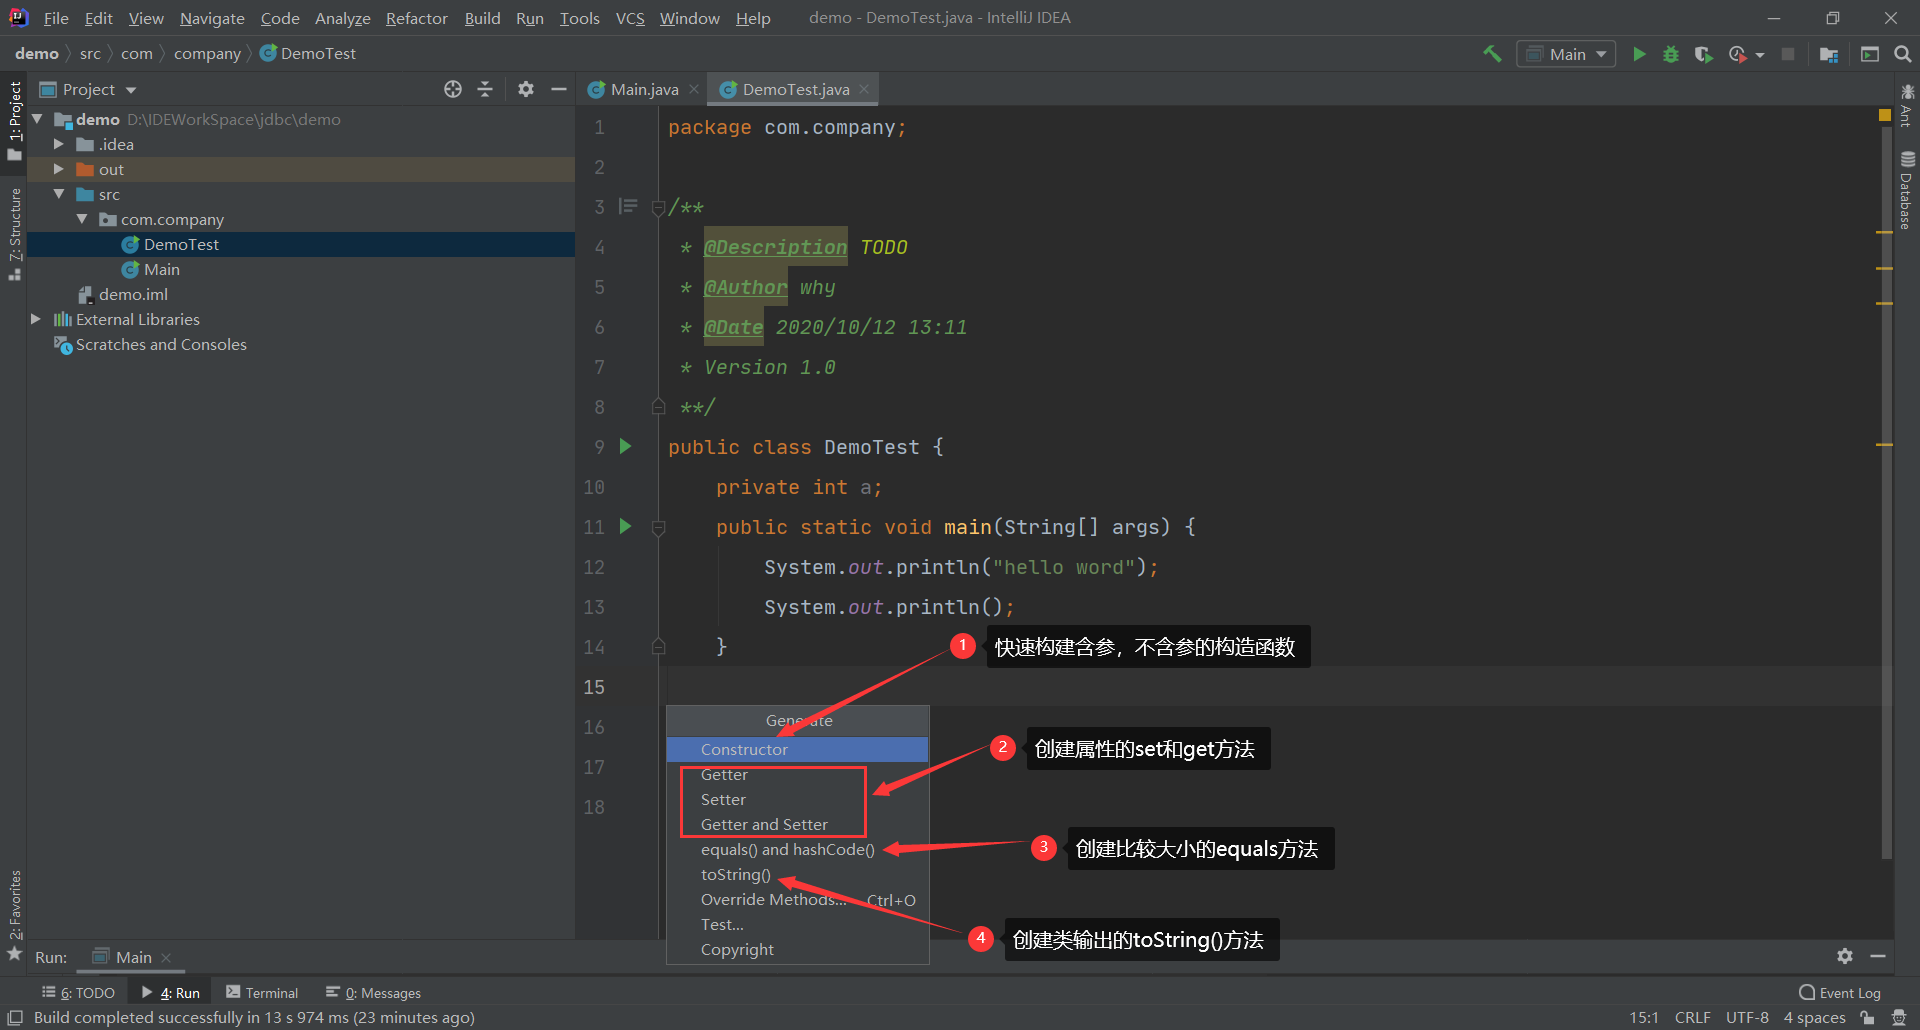 File Edit View Navigate Code Analyze Refactor Build Run Tools VCS Window Help demo - DemoTest.java - IntelliJ IDEA
demo src com company DemoTest
Main
Project
Main.java
DemoTest.java
1: Project
7: Structure
2: Favorites
Ant
Database
demo D:\IDEWorkSpace\jdbc\demo
.idea
out
src
com.company
DemoTest
Main
demo.iml
External Libraries
Scratches and Consoles
1 package com.company;
2
3 /**
4 * @Description TODO
5 * @Author why
6 * @Date 2020/10/12 13:11
7 * Version 1.0
8 **/
9 public class DemoTest {
10 private int a;
11 public static void main(String[] args) {
12 System.out.println("hello word");
13 System.out.println();
14 }
15
16
17
18
1 快速构建含参，不含参的构造函数
Generate
Constructor
Getter
Setter
Getter and Setter
equals() and hashCode()
toString()
Override Methods... Ctrl+O
Test...
Copyright
2 创建属性的set和get方法
3 创建比较大小的equals方法
4 创建类输出的toString()方法
Run: Main
6: TODO 4: Run Terminal 0: Messages Event Log
Build completed successfully in 13 s 974 ms (23 minutes ago) 15:1 CRLF UTF-8 4 spaces